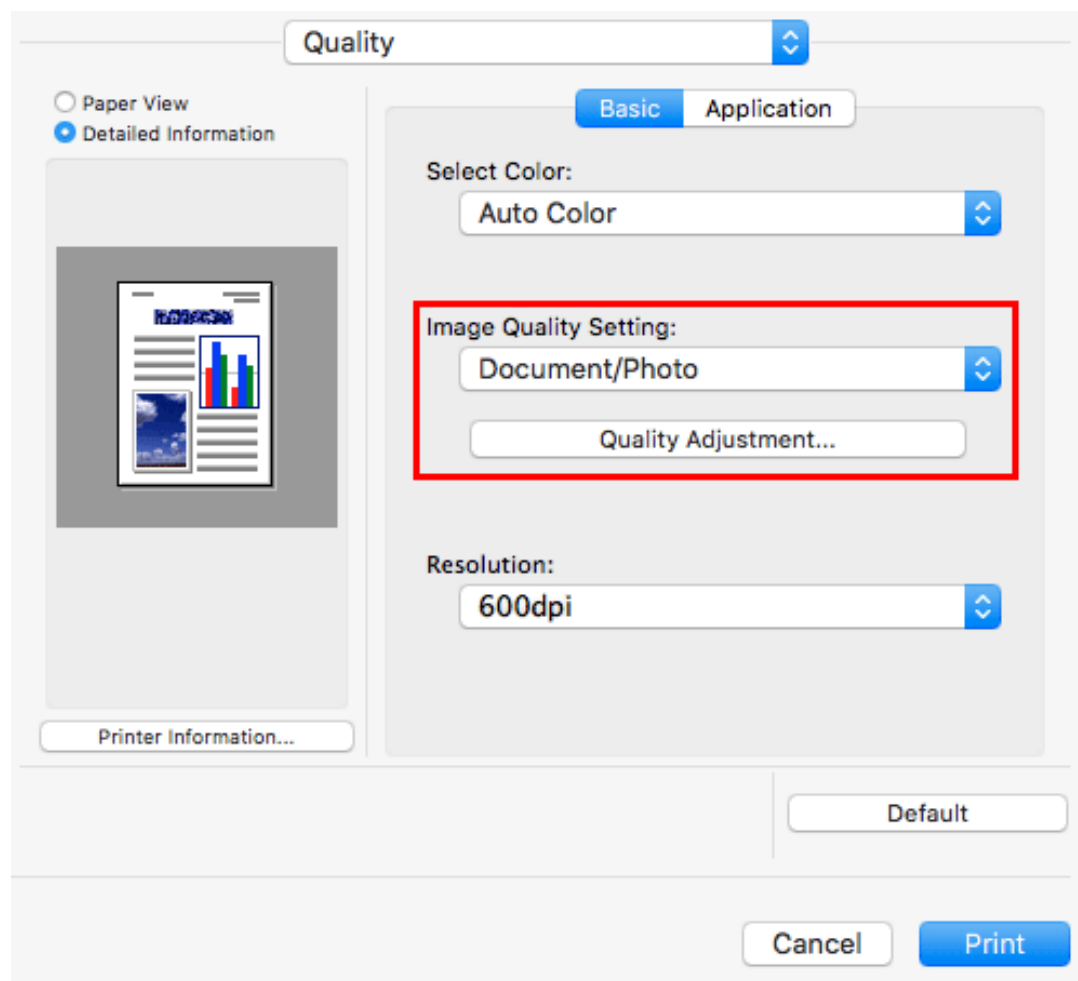 Quality
Paper View
Detailed Information
Printer Information...
Basic
Application
Select Color:
Auto Color
Image Quality Setting:
Document/Photo
Quality Adjustment...
Resolution:
600dpi
Default
Cancel
Print